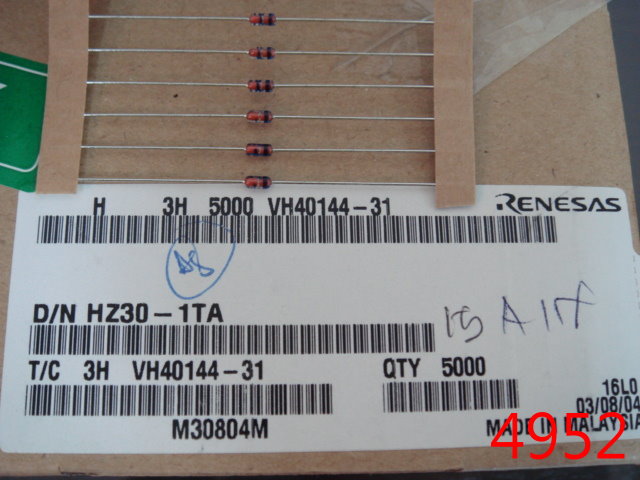 H 3H 5000 VH40144-31 RENESAS
D/N HZ30-1TA
T/C 3H VH40144-31 QTY 5000
16L0
03/08/04
M30804M MADE IN MALAYSIA
4952